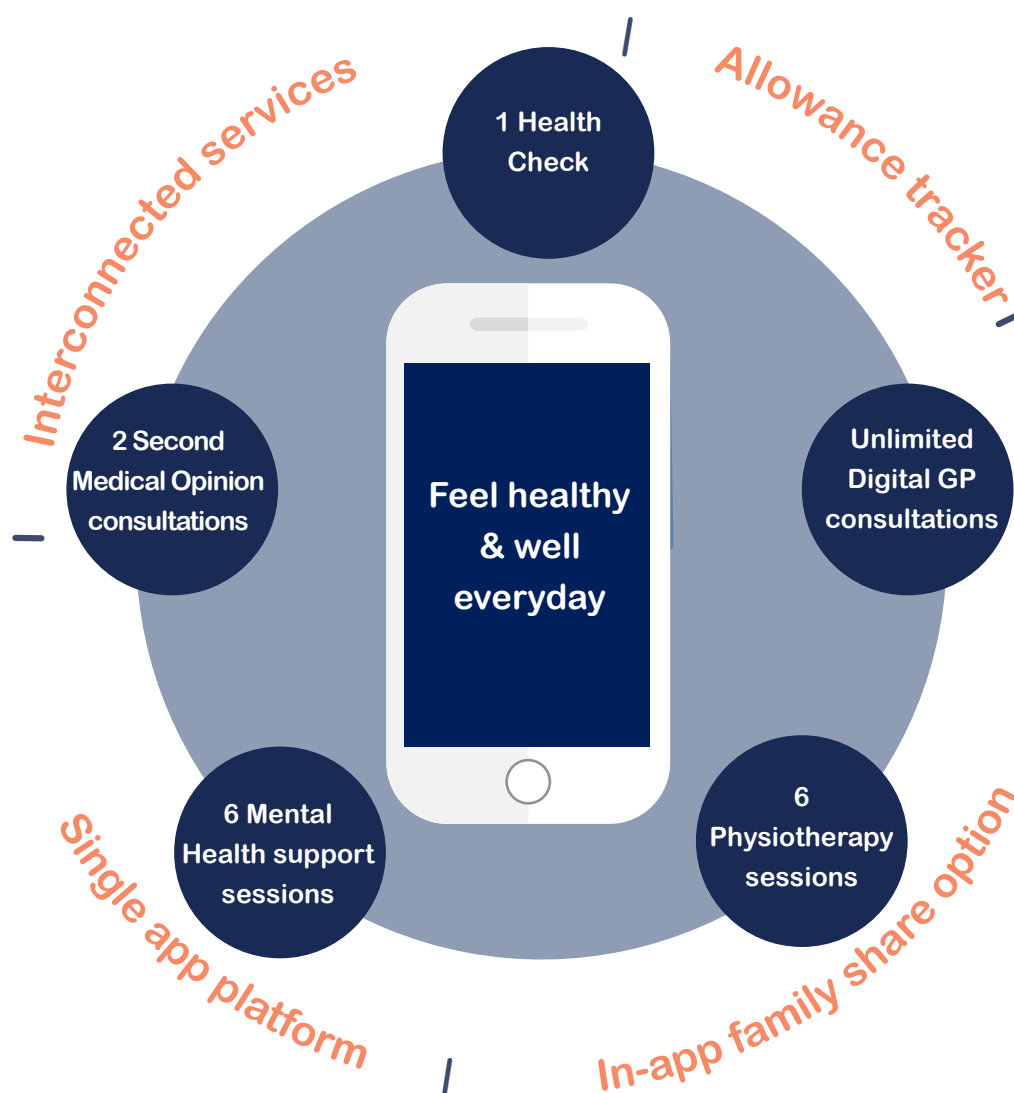 Interconnected services
Allowance tracker
1 Health
Check
2 Second
Medical Opinion
consultations
Feel healthy
& well
everyday
Unlimited
Digital GP
consultations
6 Mental
Health support
sessions
6
Physiotherapy
sessions
Single app platform
In-app family share option